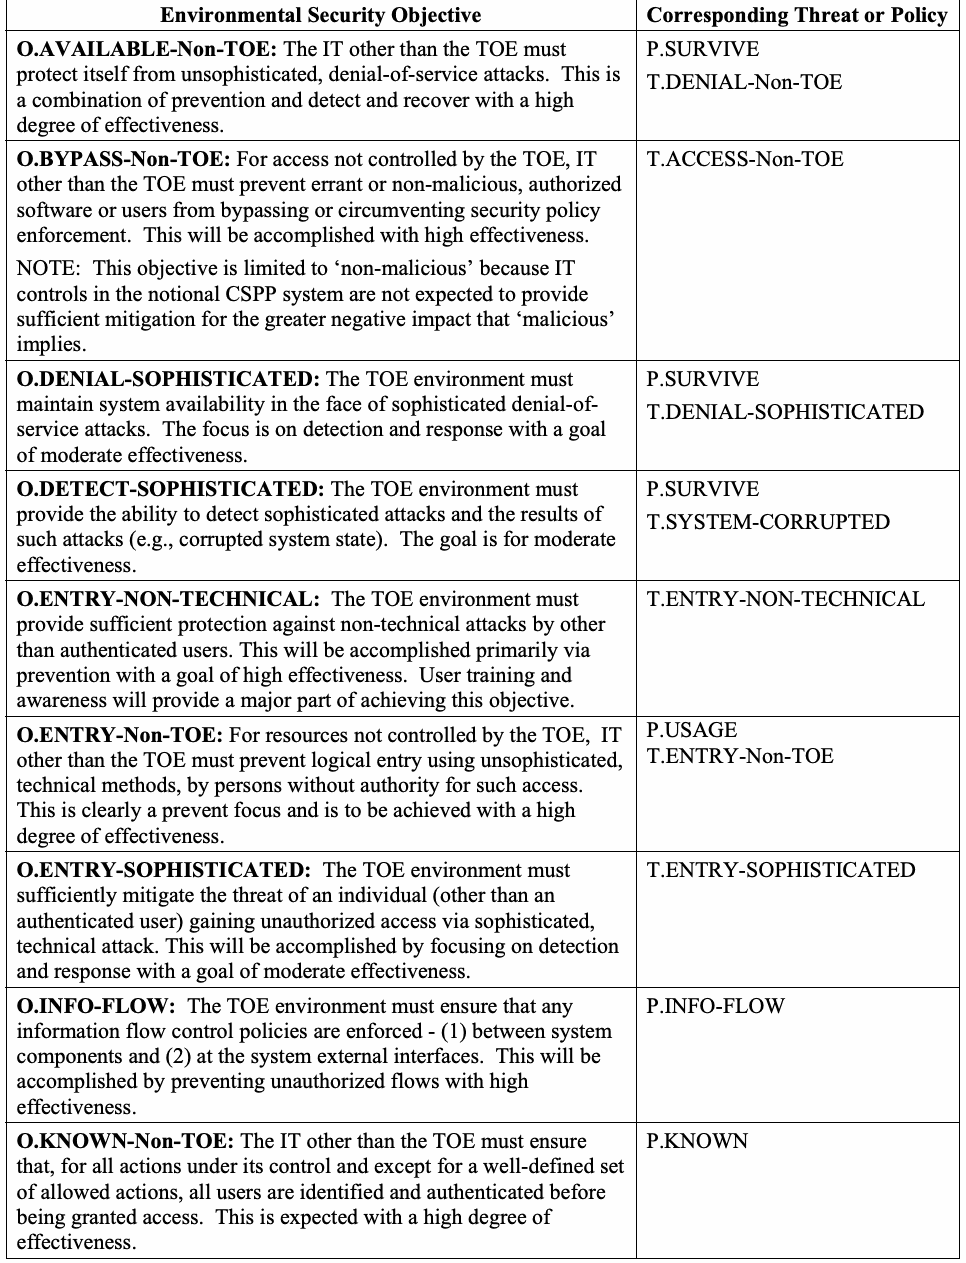 Environmental Security Objective
Corresponding Threat or Policy
O.AVAILABLE-Non-TOE: The IT other than the TOE must
protect itself from unsophisticated, denial-of-service attacks.  This is
a combination of prevention and detect and recover with a high
degree of effectiveness.
P.SURVIVE
T.DENIAL-Non-TOE
O.BYPASS-Non-TOE: For access not controlled by the TOE, IT
other than the TOE must prevent errant or non-malicious, authorized
software or users from bypassing or circumventing security policy
enforcement.  This will be accomplished with high effectiveness.
NOTE:  This objective is limited to ‘non-malicious’ because IT
controls in the notional CSPP system are not expected to provide
sufficient mitigation for the greater negative impact that ‘malicious’
implies.
T.ACCESS-Non-TOE
O.DENIAL-SOPHISTICATED: The TOE environment must
maintain system availability in the face of sophisticated denial-of-
service attacks.  The focus is on detection and response with a goal
of moderate effectiveness.
P.SURVIVE
T.DENIAL-SOPHISTICATED
O.DETECT-SOPHISTICATED: The TOE environment must
provide the ability to detect sophisticated attacks and the results of
such attacks (e.g., corrupted system state).  The goal is for moderate
effectiveness.
P.SURVIVE
T.SYSTEM-CORRUPTED
O.ENTRY-NON-TECHNICAL:  The TOE environment must
provide sufficient protection against non-technical attacks by other
than authenticated users. This will be accomplished primarily via
prevention with a goal of high effectiveness.  User training and
awareness will provide a major part of achieving this objective.
T.ENTRY-NON-TECHNICAL
O.ENTRY-Non-TOE: For resources not controlled by the TOE,  IT
other than the TOE must prevent logical entry using unsophisticated,
technical methods, by persons without authority for such access.
This is clearly a prevent focus and is to be achieved with a high
degree of effectiveness.
P.USAGE
T.ENTRY-Non-TOE
O.ENTRY-SOPHISTICATED:  The TOE environment must
sufficiently mitigate the threat of an individual (other than an
authenticated user) gaining unauthorized access via sophisticated,
technical attack. This will be accomplished by focusing on detection
and response with a goal of moderate effectiveness.
T.ENTRY-SOPHISTICATED
O.INFO-FLOW:  The TOE environment must ensure that any
information flow control policies are enforced - (1) between system
components and (2) at the system external interfaces.  This will be
accomplished by preventing unauthorized flows with high
effectiveness.
P.INFO-FLOW
O.KNOWN-Non-TOE: The IT other than the TOE must ensure
that, for all actions under its control and except for a well-defined set
of allowed actions, all users are identified and authenticated before
being granted access.  This is expected with a high degree of
effectiveness.
P.KNOWN